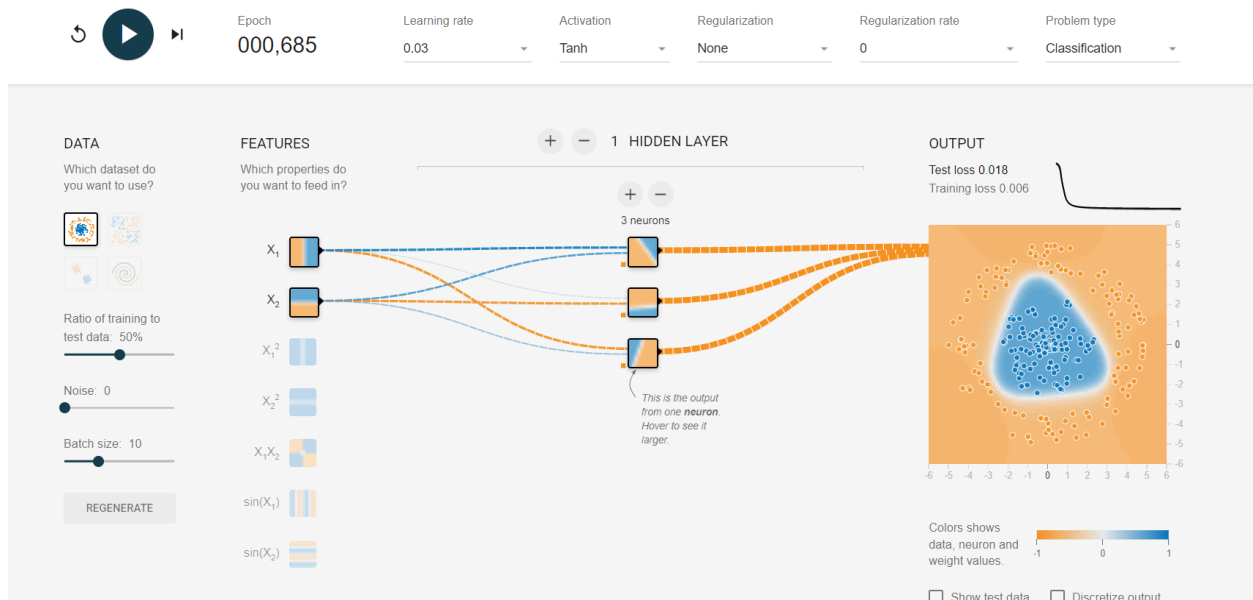 Epoch
000,685
Learning rate
0.03
Activation
Tanh
Regularization
None
Regularization rate
0
Problem type
Classification
DATA
Which dataset do
you want to use?
Ratio of training to
test data: 50%
Noise: 0
Batch size: 10
REGENERATE
FEATURES
Which properties do
you want to feed in?
X1
X2
X1²
X2²
X1X2
sin(X1)
sin(X2)
+ − 1 HIDDEN LAYER
+ −
3 neurons
This is the output
from one neuron.
Hover to see it
larger.
OUTPUT
Test loss 0.018
Training loss 0.006
6
5
4
3
2
1
0
-1
-2
-3
-4
-5
-6
-6 -5 -4 -3 -2 -1 0 1 2 3 4 5 6
Colors shows
data, neuron and
weight values.
-1 0 1
Show test data
Discretize output